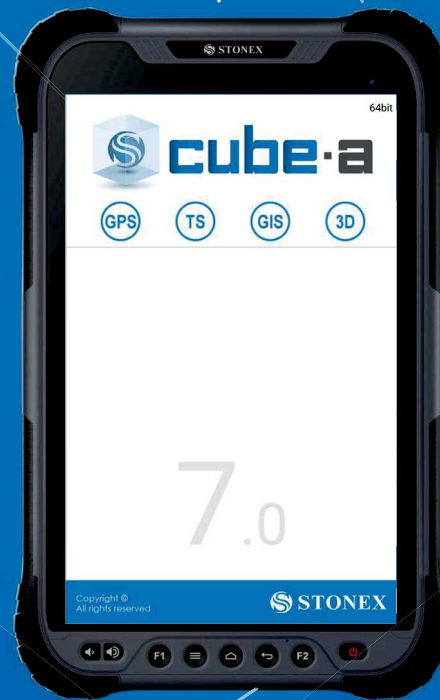 STONEX
64bit
cube·a
GPS TS GIS 3D
7.0
Copyright ©
All rights reserved
STONEX
F1 F2